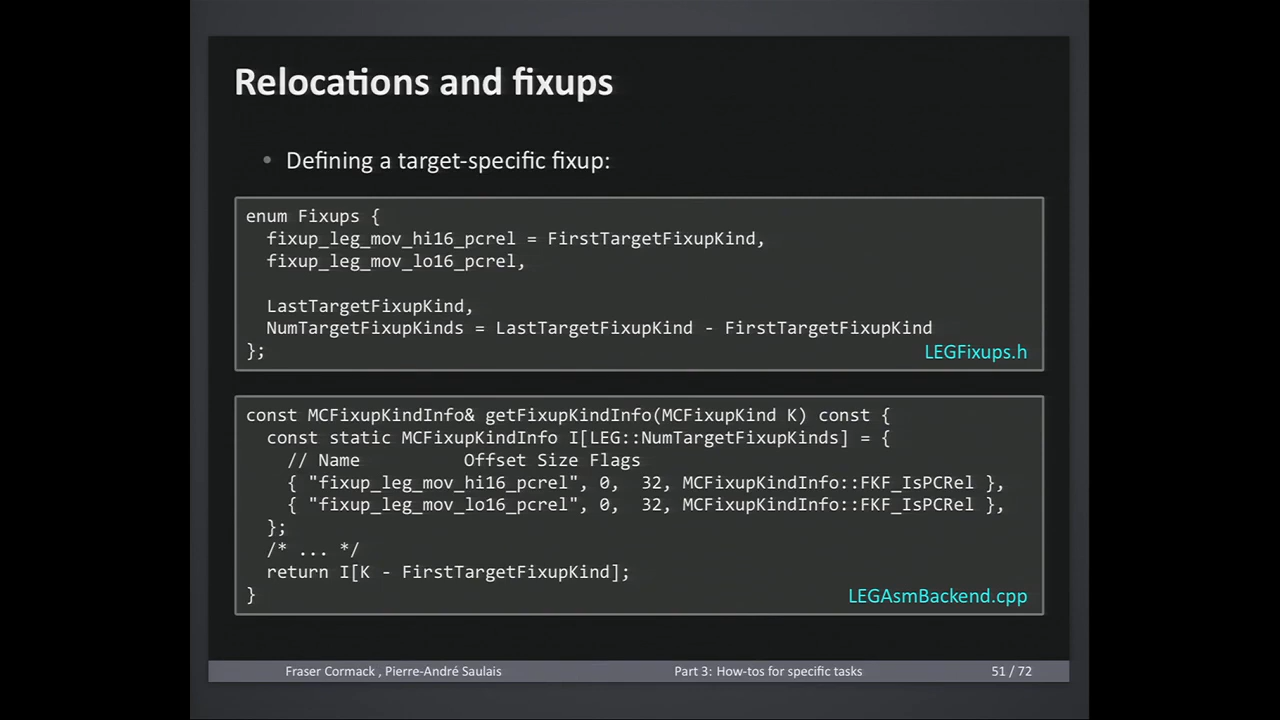 Relocations and fixups
• Defining a target-specific fixup:
enum Fixups {
  fixup_leg_mov_hi16_pcrel = FirstTargetFixupKind,
  fixup_leg_mov_lo16_pcrel,

  LastTargetFixupKind,
  NumTargetFixupKinds = LastTargetFixupKind - FirstTargetFixupKind
};
LEGFixups.h
const MCFixupKindInfo& getFixupKindInfo(MCFixupKind K) const {
  const static MCFixupKindInfo I[LEG::NumTargetFixupKinds] = {
    // Name          Offset Size Flags
    { "fixup_leg_mov_hi16_pcrel", 0,  32, MCFixupKindInfo::FKF_IsPCRel },
    { "fixup_leg_mov_lo16_pcrel", 0,  32, MCFixupKindInfo::FKF_IsPCRel },
  };
  /* ... */
  return I[K - FirstTargetFixupKind];
}
LEGAsmBackend.cpp
Fraser Cormack , Pierre-André Saulais Part 3: How-tos for specific tasks 51 / 72